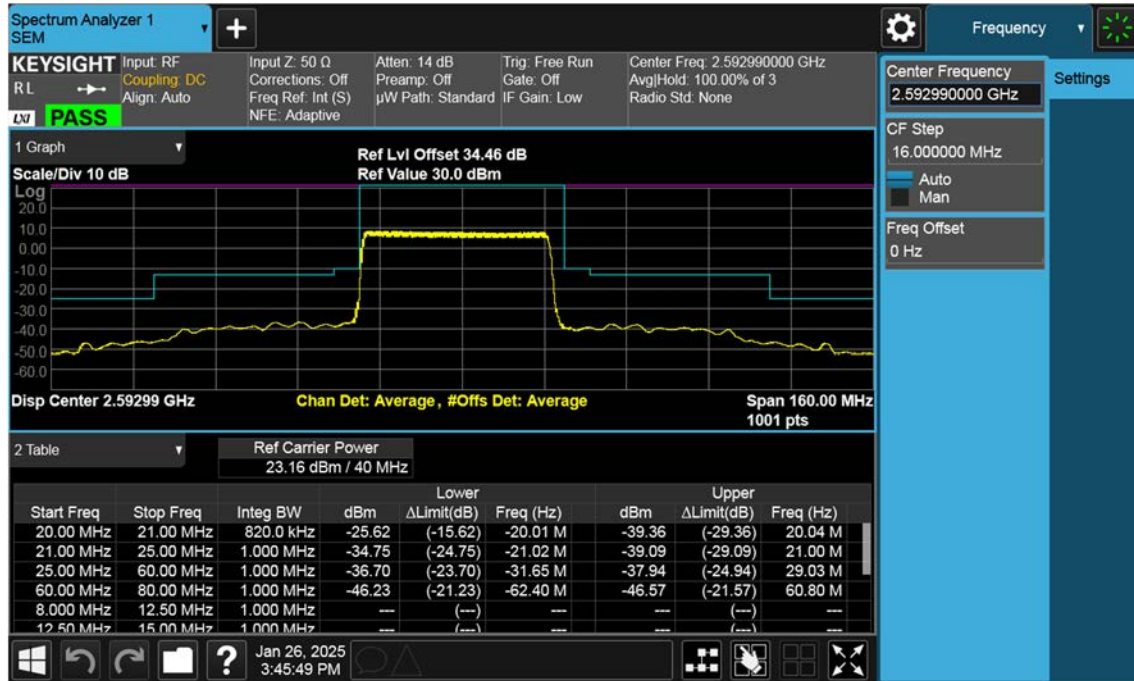 Spectrum Analyzer 1
SEM
Frequency
KEYSIGHT
R L
LXI
PASS
Input: RF
Coupling: DC
Align: Auto
Input Z: 50 Ω
Corrections: Off
Freq Ref: Int (S)
NFE: Adaptive
Atten: 14 dB
Preamp: Off
µW Path: Standard
Trig: Free Run
Gate: Off
IF Gain: Low
Center Freq: 2.592990000 GHz
Avg|Hold: 100.00% of 3
Radio Std: None
Center Frequency
2.592990000 GHz
Settings
CF Step
16.000000 MHz
Auto
Man
Freq Offset
0 Hz
1 Graph
Scale/Div 10 dB
Ref Lvl Offset 34.46 dB
Ref Value 30.0 dBm
Log
20.0
10.0
0.00
-10.0
-20.0
-30.0
-40.0
-50.0
-60.0
Disp Center 2.59299 GHz
Chan Det: Average, #Offs Det: Average
Span 160.00 MHz
1001 pts
2 Table
Ref Carrier Power
23.16 dBm / 40 MHz
Lower Upper
Start Freq Stop Freq Integ BW dBm ΔLimit(dB) Freq (Hz) dBm ΔLimit(dB) Freq (Hz)
20.00 MHz 21.00 MHz 820.0 kHz -25.62 (-15.62) -20.01 M -39.36 (-29.36) 20.04 M
21.00 MHz 25.00 MHz 1.000 MHz -34.75 (-24.75) -21.02 M -39.09 (-29.09) 21.00 M
25.00 MHz 60.00 MHz 1.000 MHz -36.70 (-23.70) -31.65 M -37.94 (-24.94) 29.03 M
60.00 MHz 80.00 MHz 1.000 MHz -46.23 (-21.23) -62.40 M -46.57 (-21.57) 60.80 M
8.000 MHz 12.50 MHz 1.000 MHz --- (---) --- --- (---) ---
12.50 MHz 15.00 MHz 1.000 MHz --- (---) --- --- (---) ---
?
Jan 26, 2025
3:45:49 PM